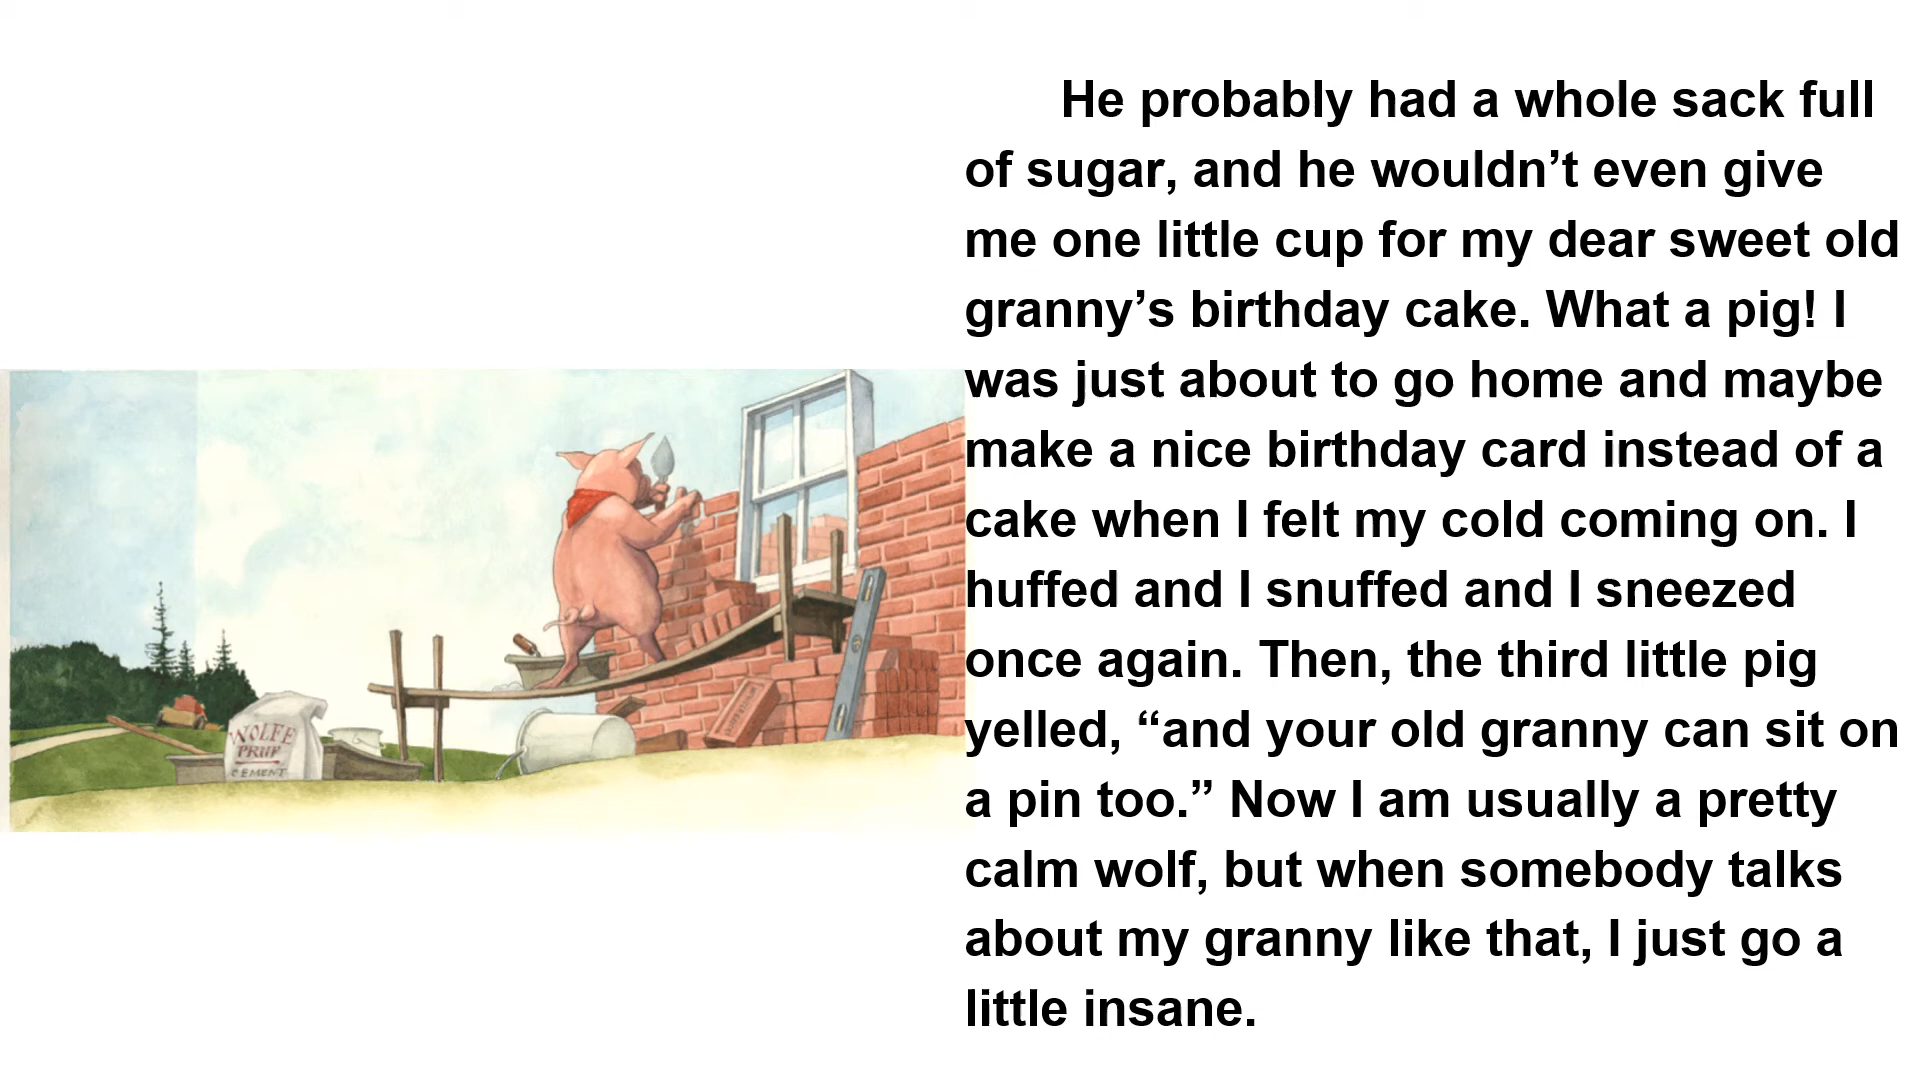 He probably had a whole sack full
of sugar, and he wouldn’t even give
me one little cup for my dear sweet old
granny’s birthday cake. What a pig! I
was just about to go home and maybe
make a nice birthday card instead of a
cake when I felt my cold coming on. I
huffed and I snuffed and I sneezed
once again. Then, the third little pig
yelled, “and your old granny can sit on
a pin too.” Now I am usually a pretty
calm wolf, but when somebody talks
about my granny like that, I just go a
little insane.
WOLFE
PRUF
CEMENT